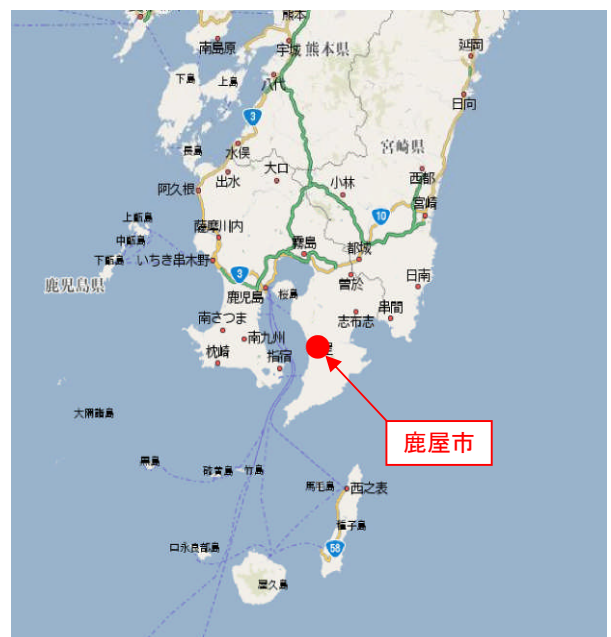 熊本
南島原
宇城
熊本県
延岡
下島
上島
八代
3
日向
長島
水俣
宮崎県
大口
出水
小林
西都
阿久根
宮崎
上甑島
薩摩川内
10
中甑島
霧島
都城
下甑島
いちき串木野
3
曽於
日南
鹿児島県
鹿児島
桜島
串間
志布志
南さつま
南九州
屋
枕崎
指宿
大隅群島
鹿屋市
黒島
硫黄島
竹島
馬毛島
西之表
種子島
口永良部島
58
屋久島